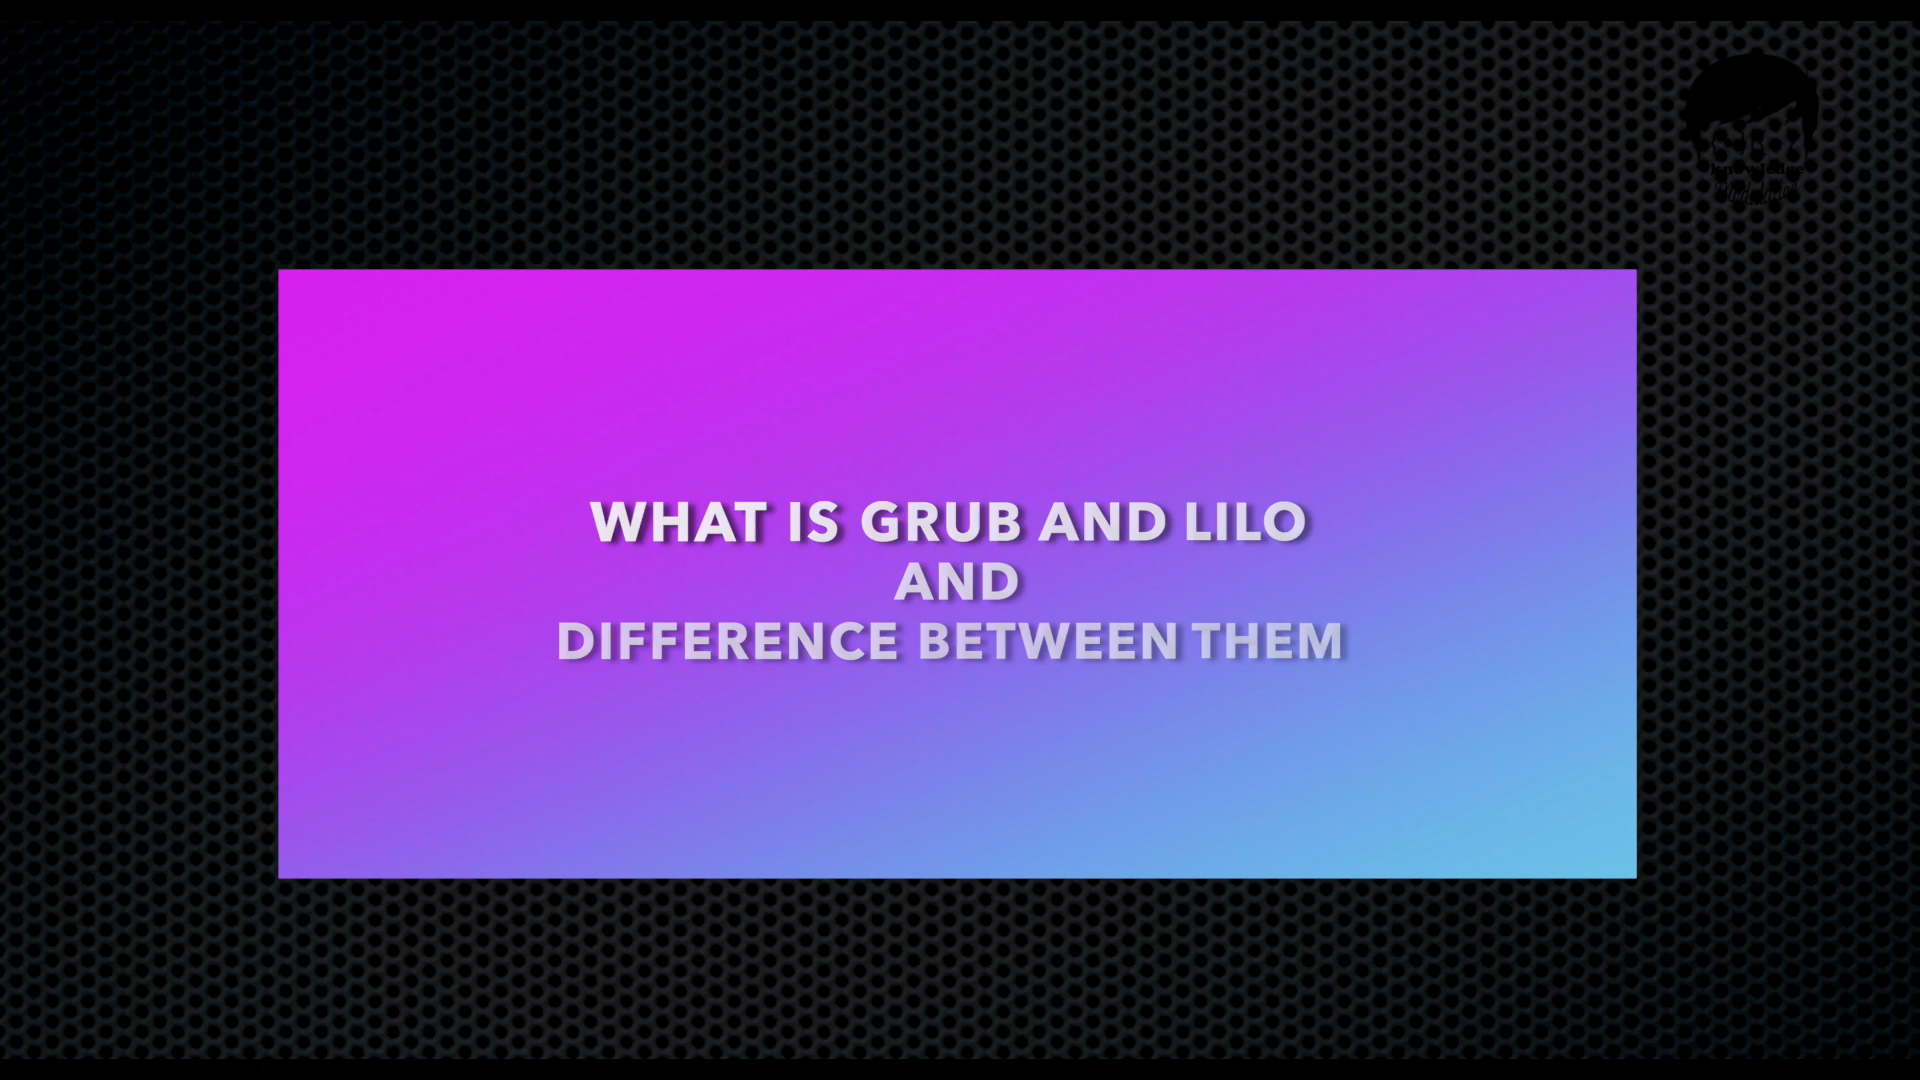 WHAT IS GRUB AND LILO
AND
DIFFERENCE BETWEEN THEM